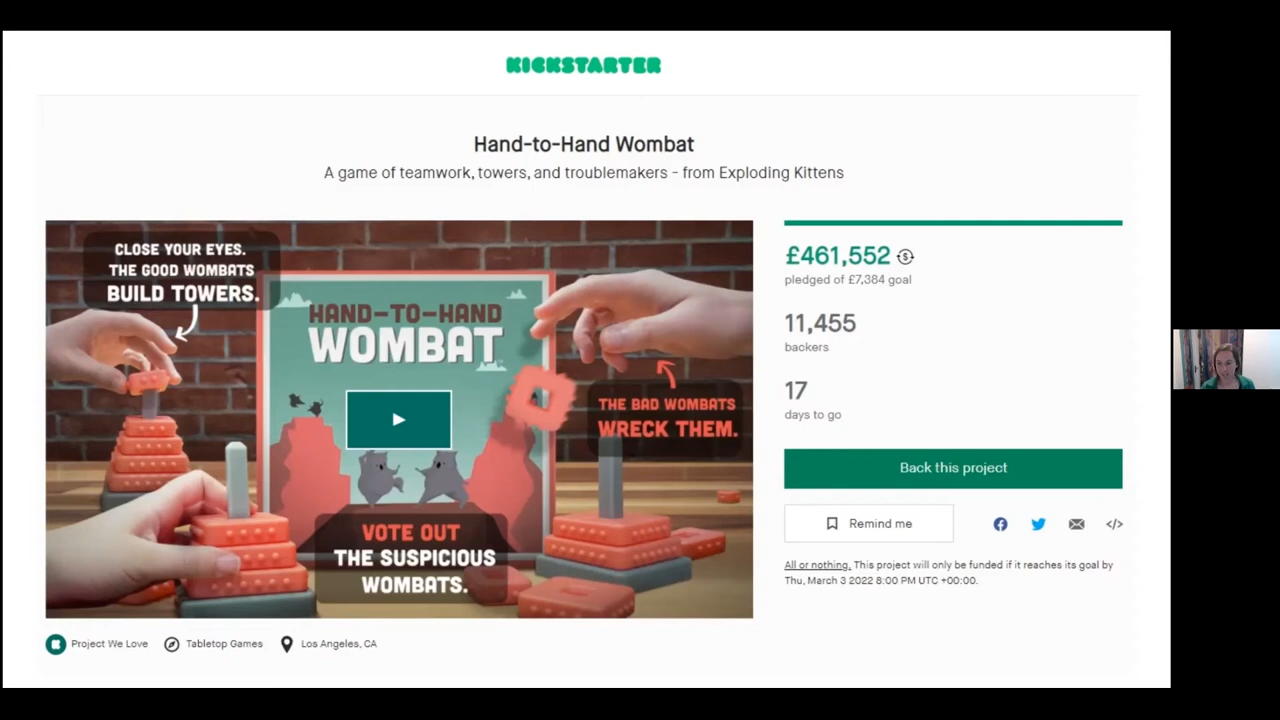 KICKSTARTER
Hand-to-Hand Wombat
A game of teamwork, towers, and troublemakers - from Exploding Kittens
CLOSE YOUR EYES.
THE GOOD WOMBATS
BUILD TOWERS.
HAND-TO-HAND
WOMBAT
THE BAD WOMBATS
WRECK THEM.
VOTE OUT
THE SUSPICIOUS
WOMBATS.
£461,552
pledged of £7,384 goal
11,455
backers
17
days to go
Back this project
Remind me
All or nothing. This project will only be funded if it reaches its goal by
Thu, March 3 2022 8:00 PM UTC +00:00.
Project We Love
Tabletop Games
Los Angeles, CA